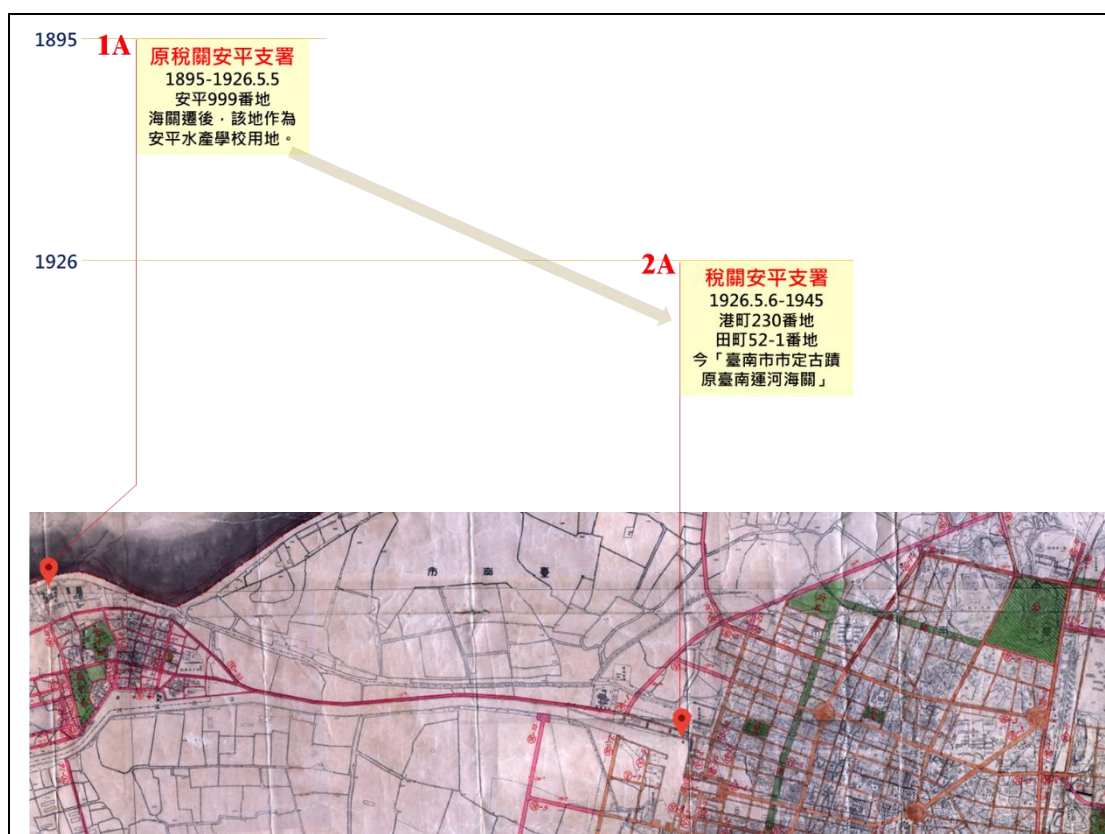 1895
1A
原稅關安平支署
1895-1926.5.5
安平999番地
海關遷後，該地作為
安平水產學校用地。
1926
2A
稅關安平支署
1926.5.6-1945
港町230番地
田町52-1番地
今「臺南市市定古蹟
原臺南運河海關」
市 南 臺